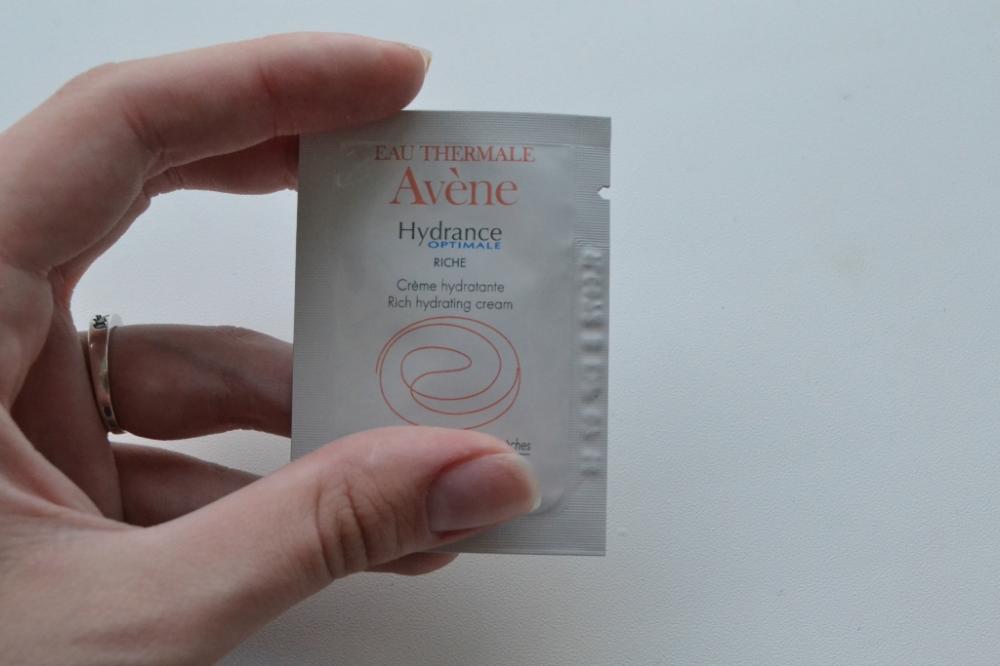 EAU THERMALE
Avène
Hydrance
OPTIMALE
RICHE
Crème hydratante
Rich hydrating cream